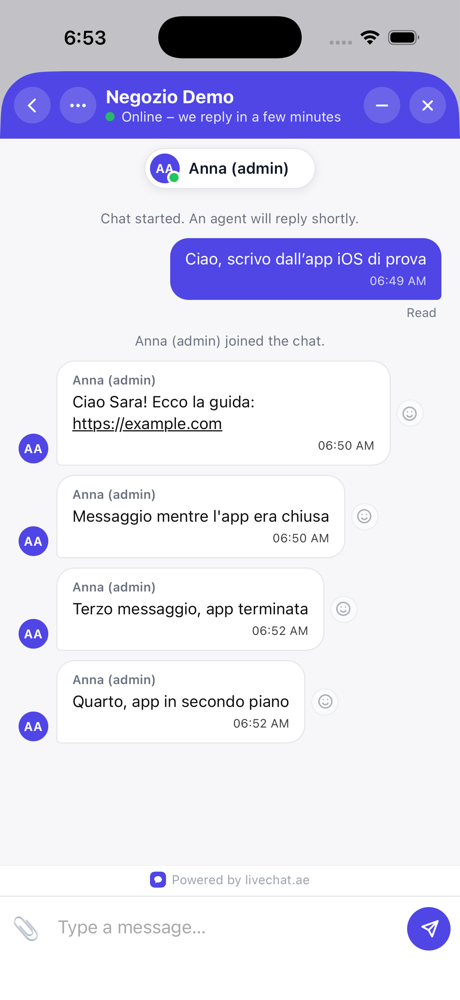 6:53
Negozio Demo
Online – we reply in a few minutes
AA Anna (admin)
Chat started. An agent will reply shortly.
Ciao, scrivo dall’app iOS di prova
06:49 AM
Read
Anna (admin) joined the chat.
Anna (admin)
Ciao Sara! Ecco la guida:
https://example.com
06:50 AM
AA
Anna (admin)
Messaggio mentre l'app era chiusa
06:50 AM
AA
Anna (admin)
Terzo messaggio, app terminata
06:52 AM
AA
Anna (admin)
Quarto, app in secondo piano
06:52 AM
AA
Powered by livechat.ae
Type a message...